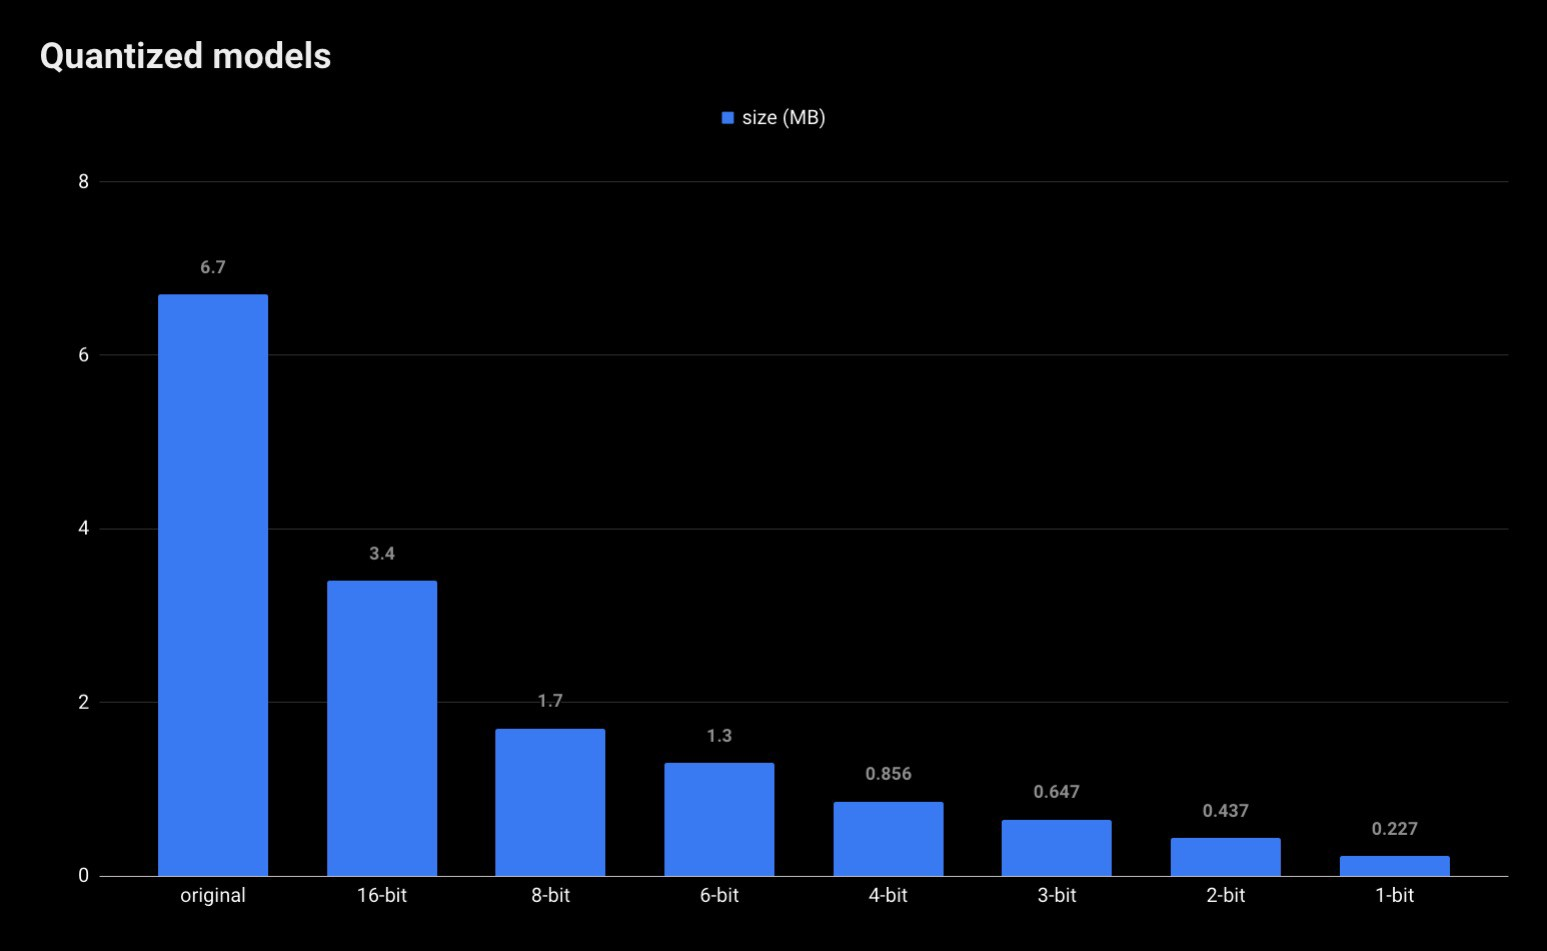 Quantized models
size (MB)
8
6
4
2
0
6.7
3.4
1.7
1.3
0.856
0.647
0.437
0.227
original
16-bit
8-bit
6-bit
4-bit
3-bit
2-bit
1-bit